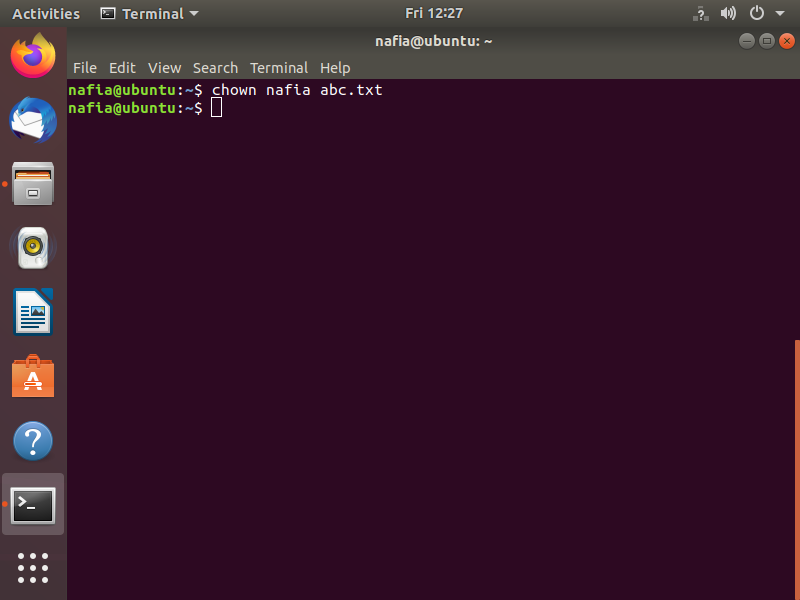 Activities Terminal Fri 12:27
nafia@ubuntu: ~
File Edit View Search Terminal Help
nafia@ubuntu:~$ chown nafia abc.txt
nafia@ubuntu:~$